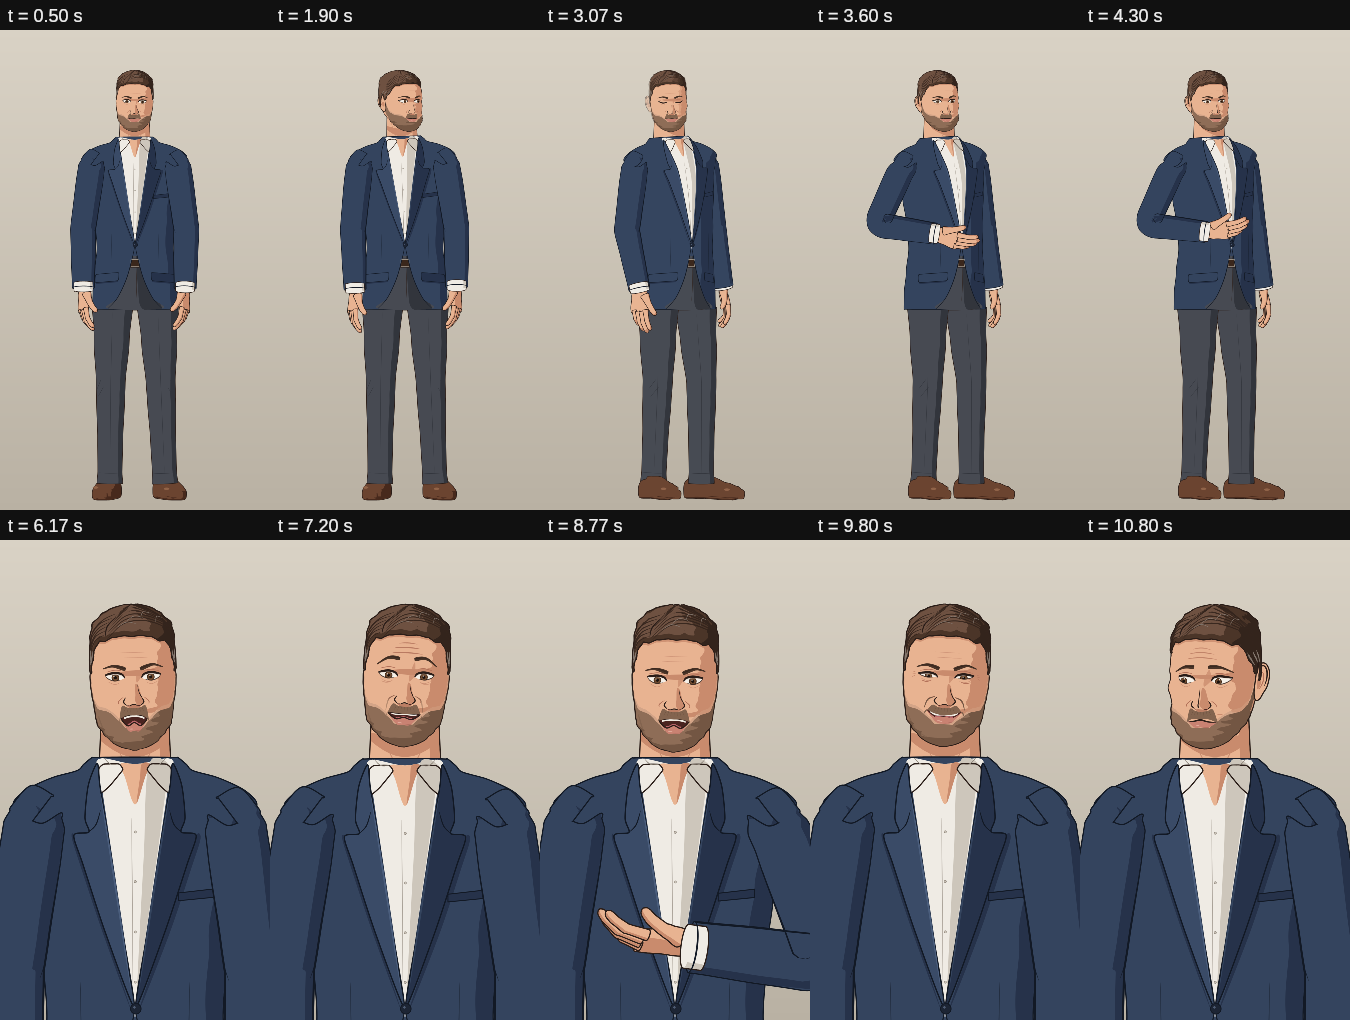 t = 0.50 s
t = 1.90 s
t = 3.07 s
t = 3.60 s
t = 4.30 s
t = 6.17 s
t = 7.20 s
t = 8.77 s
t = 9.80 s
t = 10.80 s